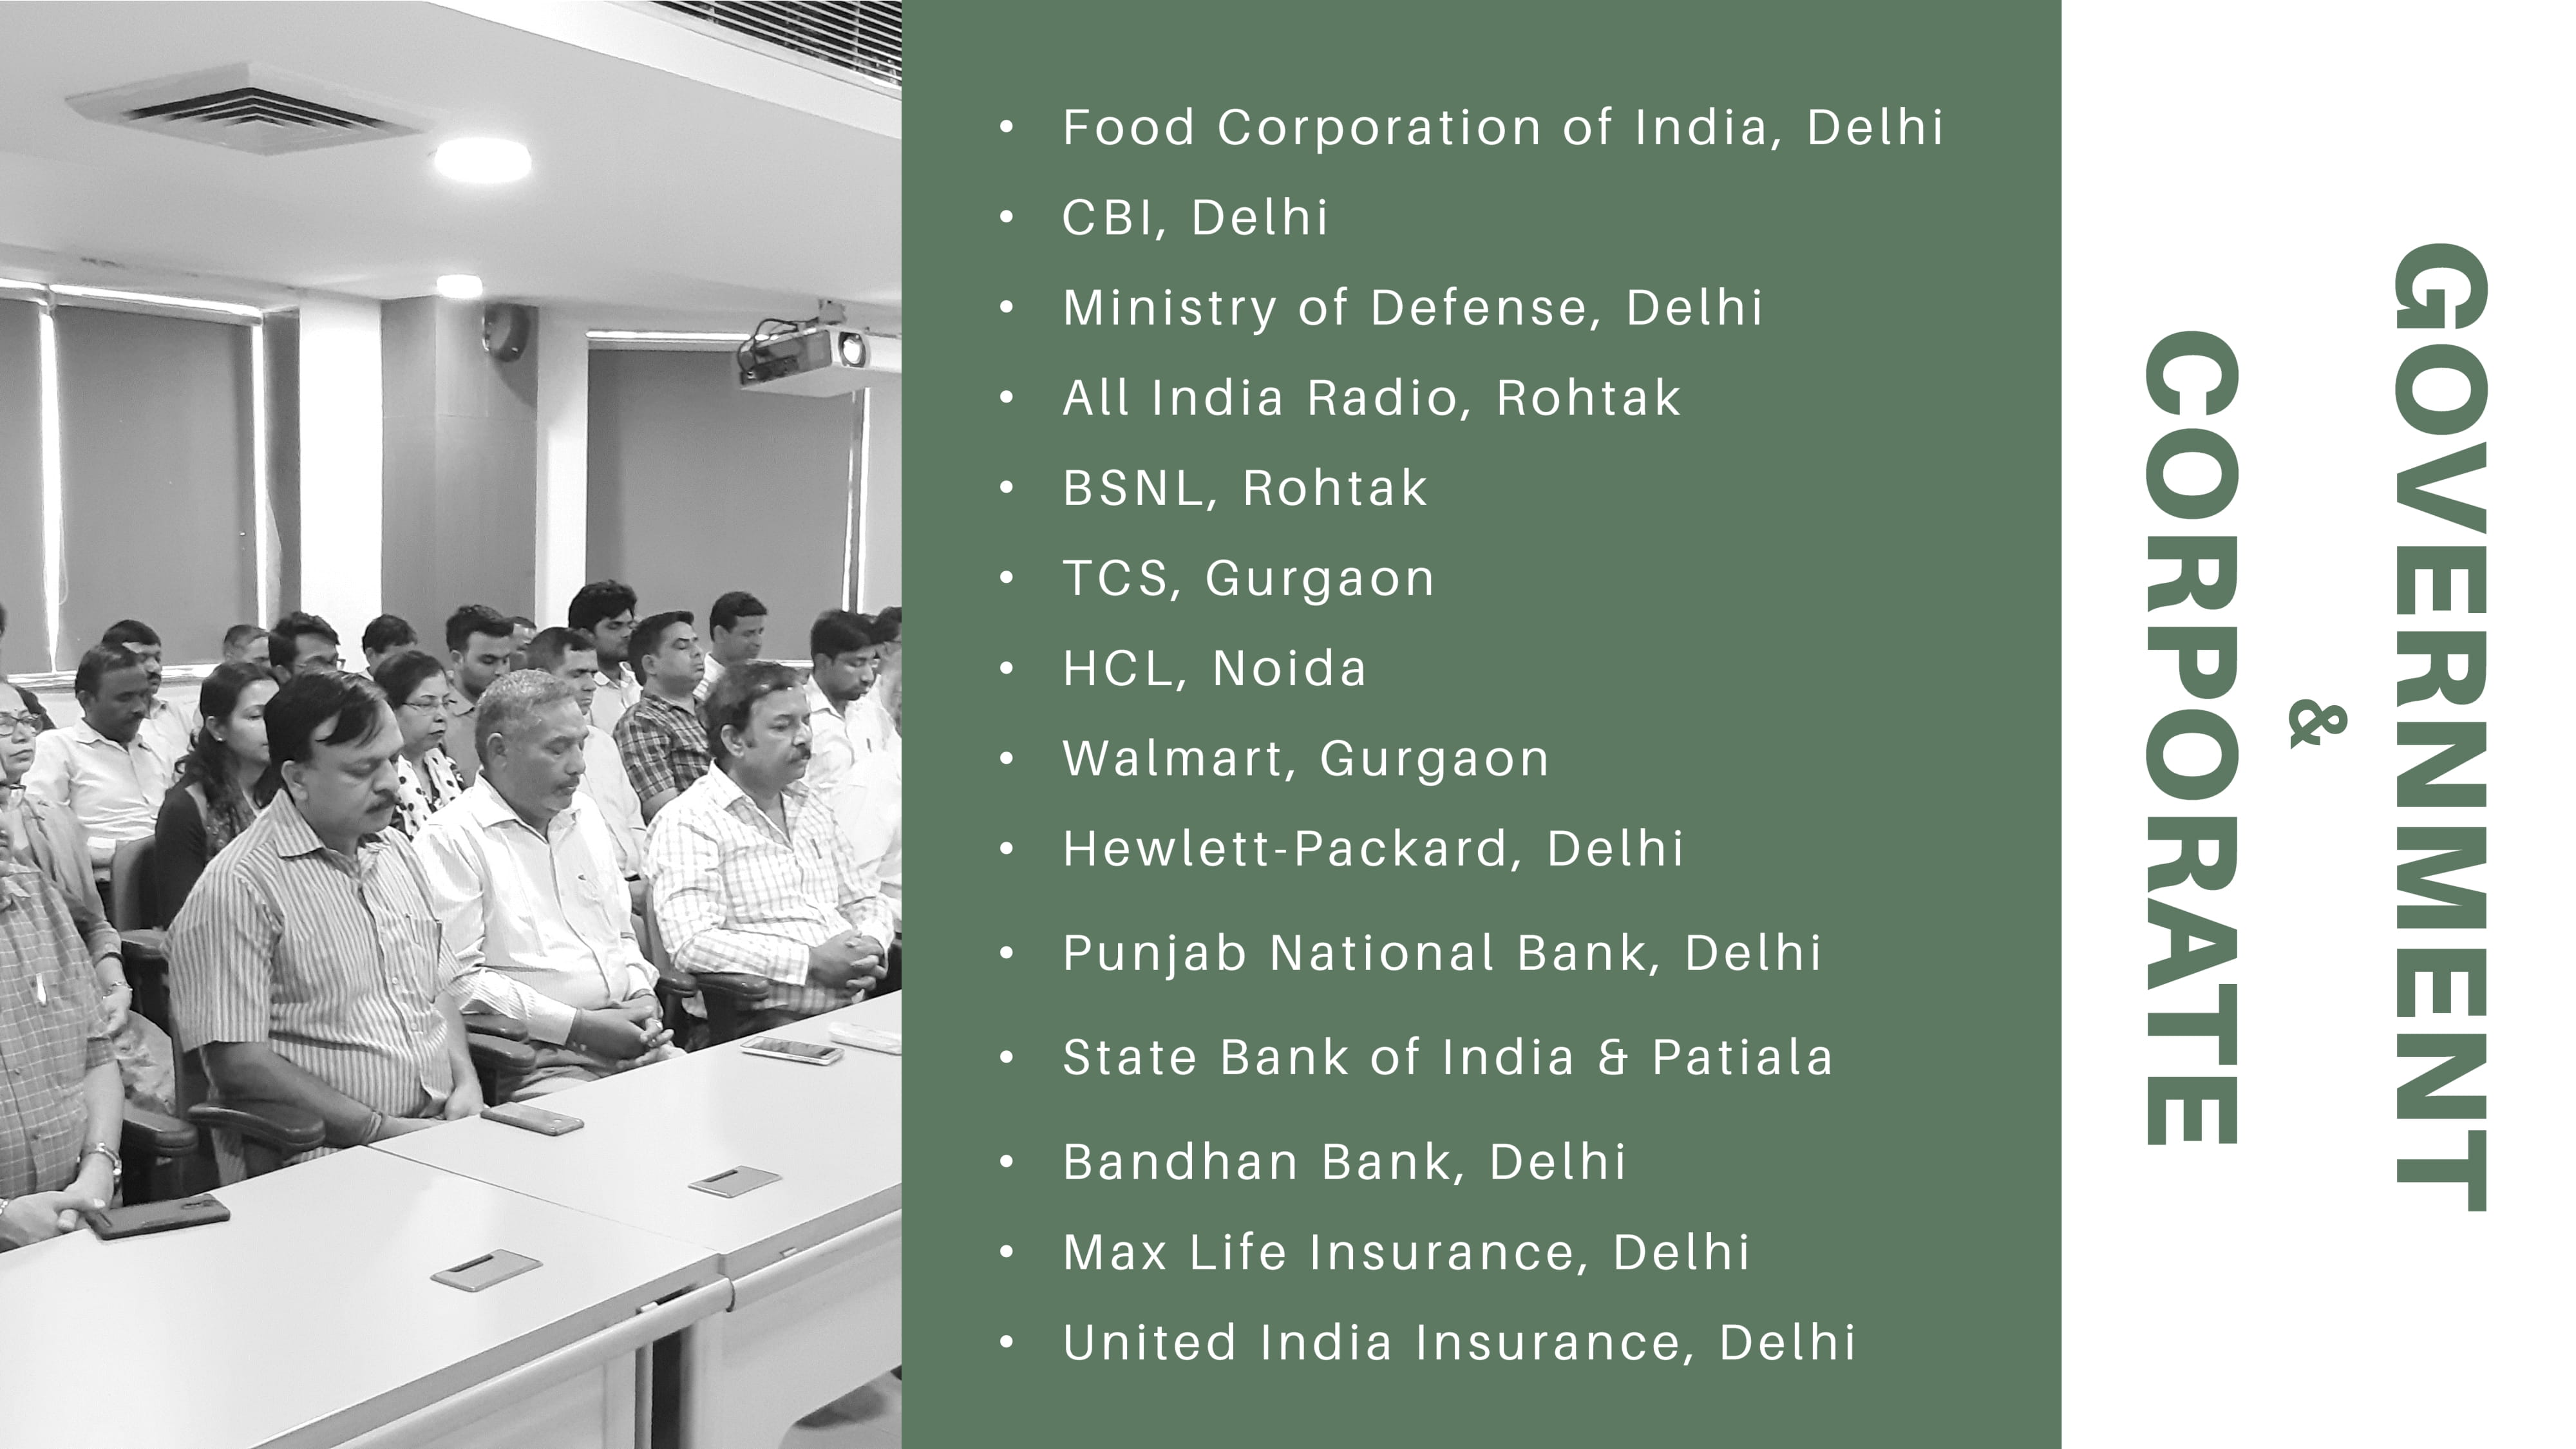 • Food Corporation of India, Delhi
• CBI, Delhi
• Ministry of Defense, Delhi
• All India Radio, Rohtak
• BSNL, Rohtak
• TCS, Gurgaon
• HCL, Noida
• Walmart, Gurgaon
• Hewlett-Packard, Delhi
• Punjab National Bank, Delhi
• State Bank of India & Patiala
• Bandhan Bank, Delhi
• Max Life Insurance, Delhi
• United India Insurance, Delhi
GOVERNMENT
&
CORPORATE